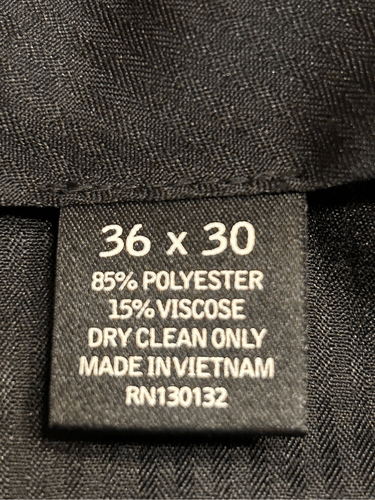 36 x 30
85% POLYESTER
15% VISCOSE
DRY CLEAN ONLY
MADE IN VIETNAM
RN130132